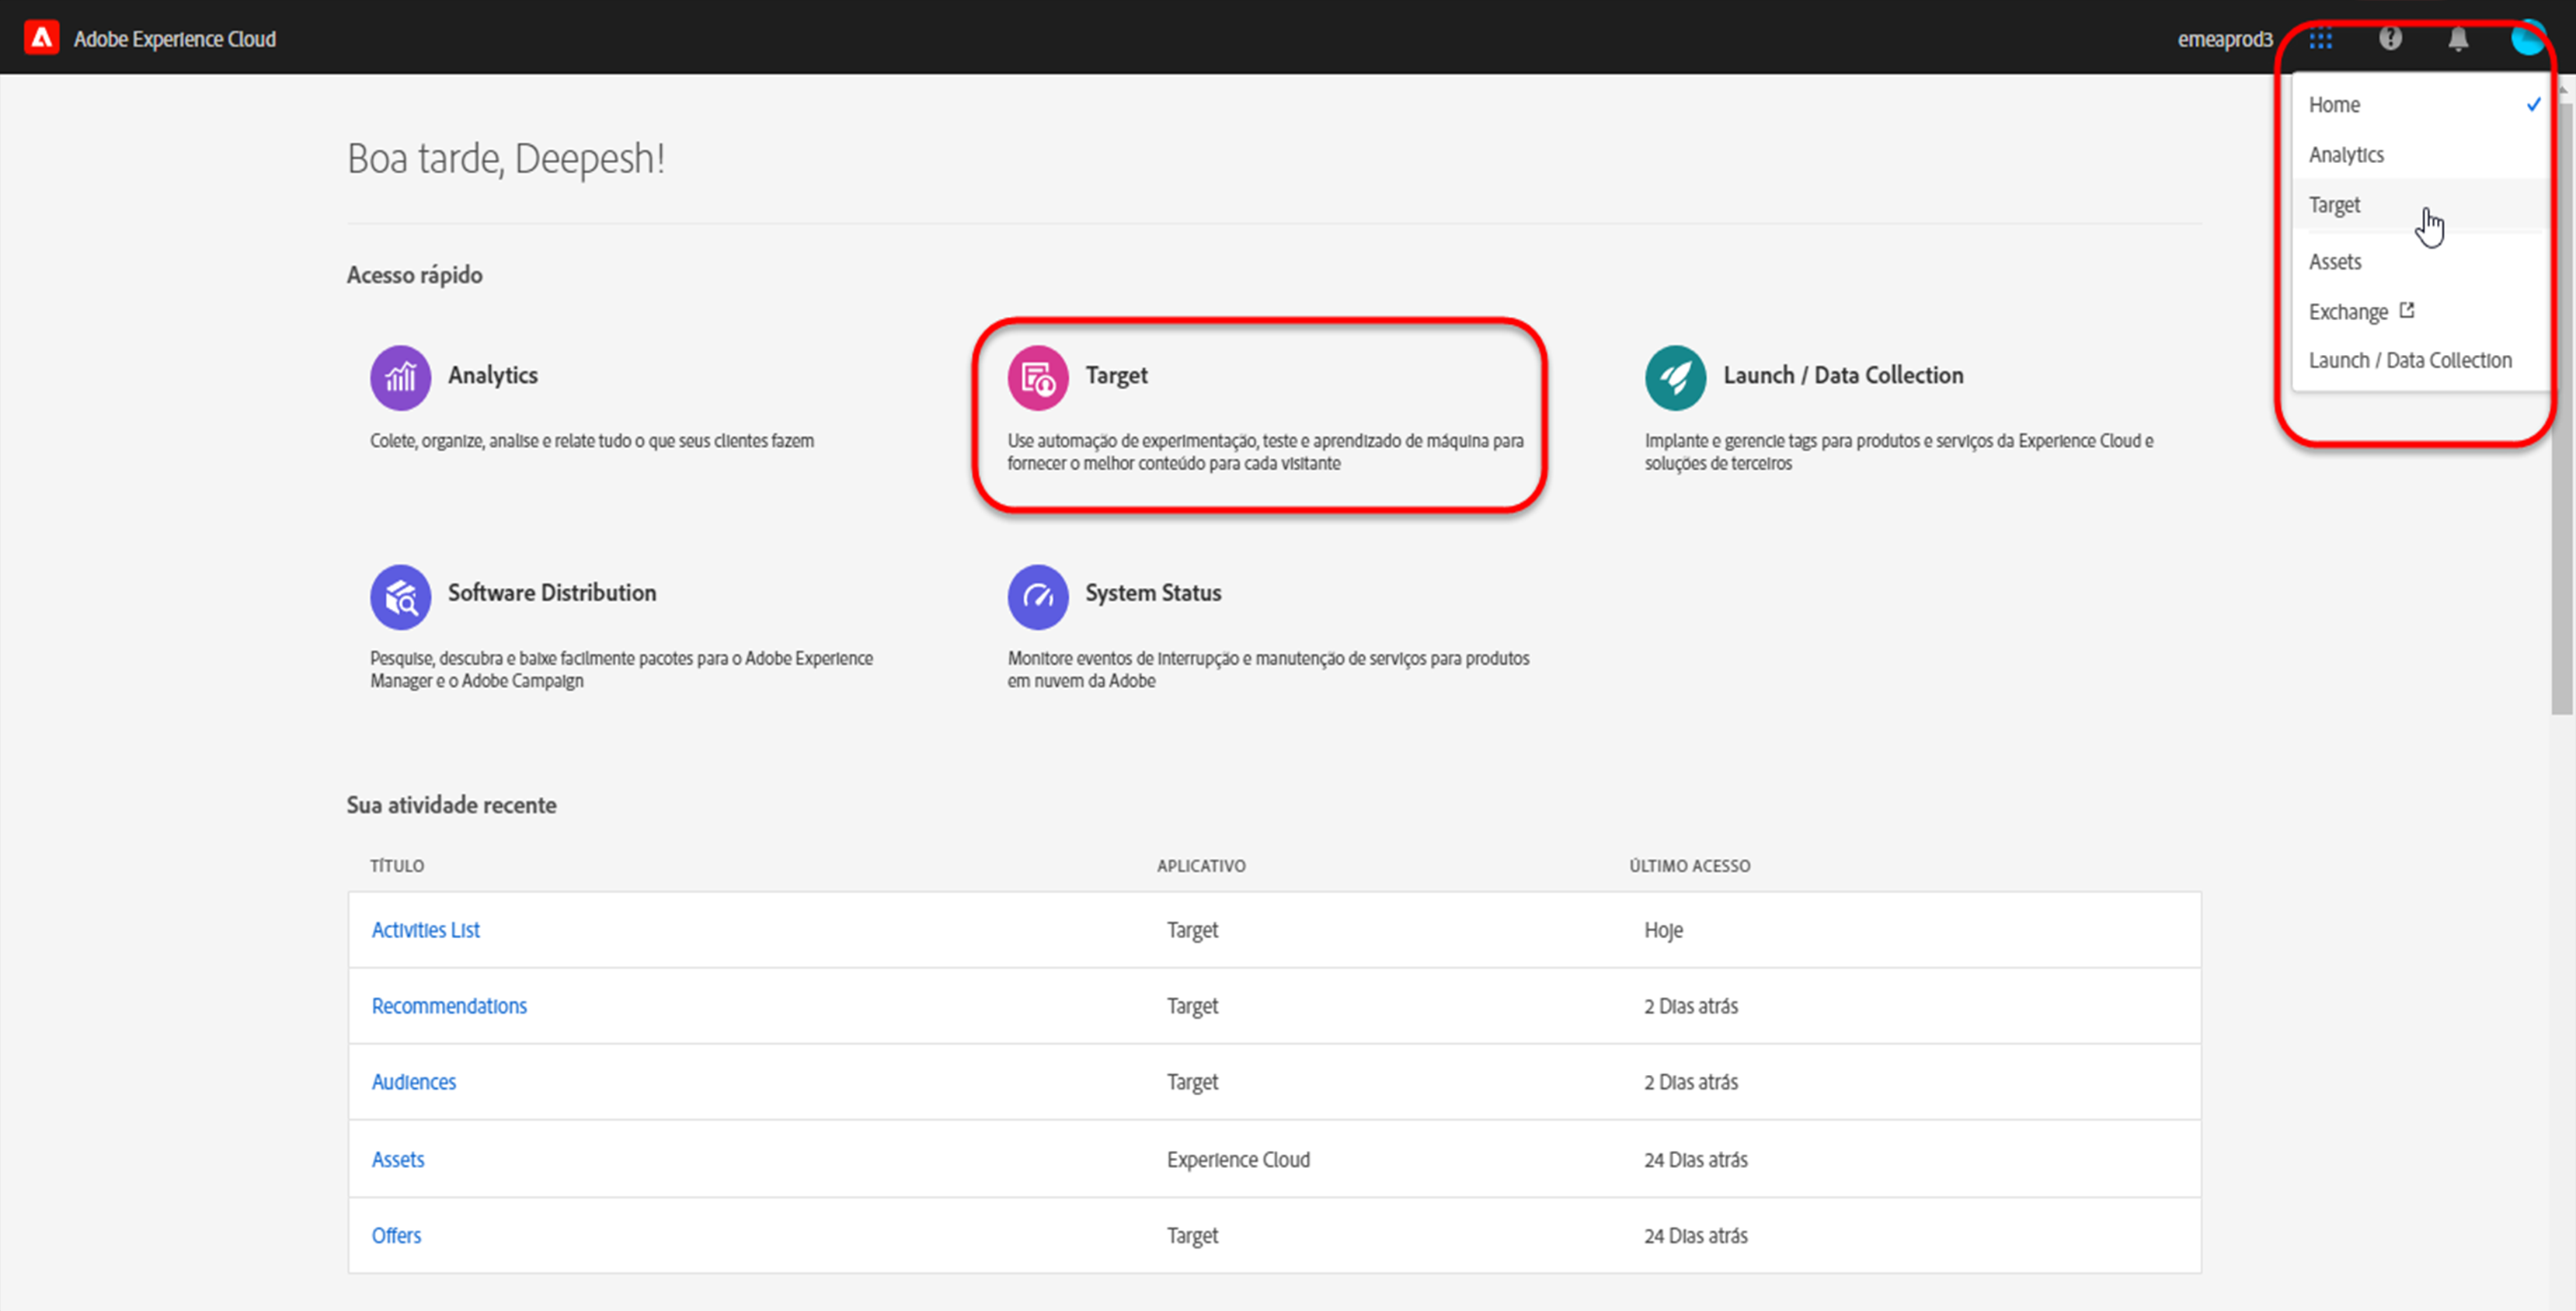 Adobe Experience Cloud
emeaprod3
Home
Analytics
Target
Assets
Exchange
Launch / Data Collection
Boa tarde, Deepesh!
Acesso rápido
Analytics
Colete, organize, analise e relate tudo o que seus clientes fazem
Target
Use automação de experimentação, teste e aprendizado de máquina para
fornecer o melhor conteúdo para cada visitante
Launch / Data Collection
Implante e gerencie tags para produtos e serviços da Experience Cloud e
soluções de terceiros
Software Distribution
Pesquise, descubra e baixe facilmente pacotes para o Adobe Experience
Manager e o Adobe Campaign
System Status
Monitore eventos de interrupção e manutenção de serviços para produtos
em nuvem da Adobe
Sua atividade recente
TÍTULO APLICATIVO ÚLTIMO ACESSO
Activities List Target Hoje
Recommendations Target 2 Dias atrás
Audiences Target 2 Dias atrás
Assets Experience Cloud 24 Dias atrás
Offers Target 24 Dias atrás